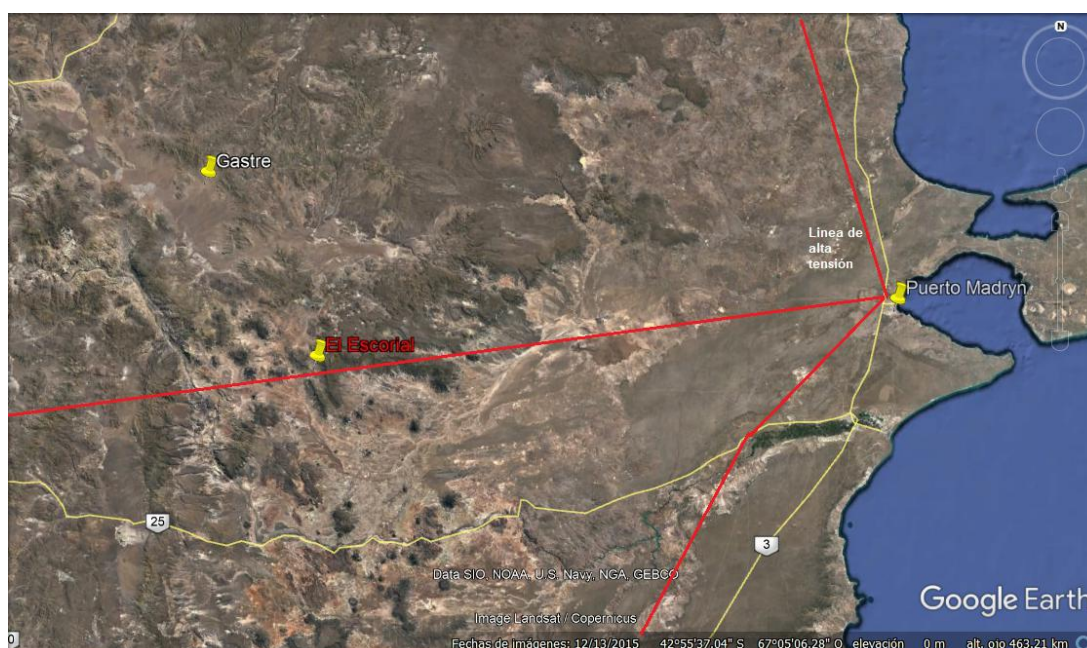 N
Gastre
Línea de
alta
tensión
Puerto Madryn
El Escorial
25
3
Data SIO, NOAA, U.S. Navy, NGA, GEBCO
Image Landsat / Copernicus
Google Earth
0
Fechas de imágenes: 12/13/2015 42°55'37.04" S 67°05'06.28" O elevación 0 m alt. ojo 463.21 km